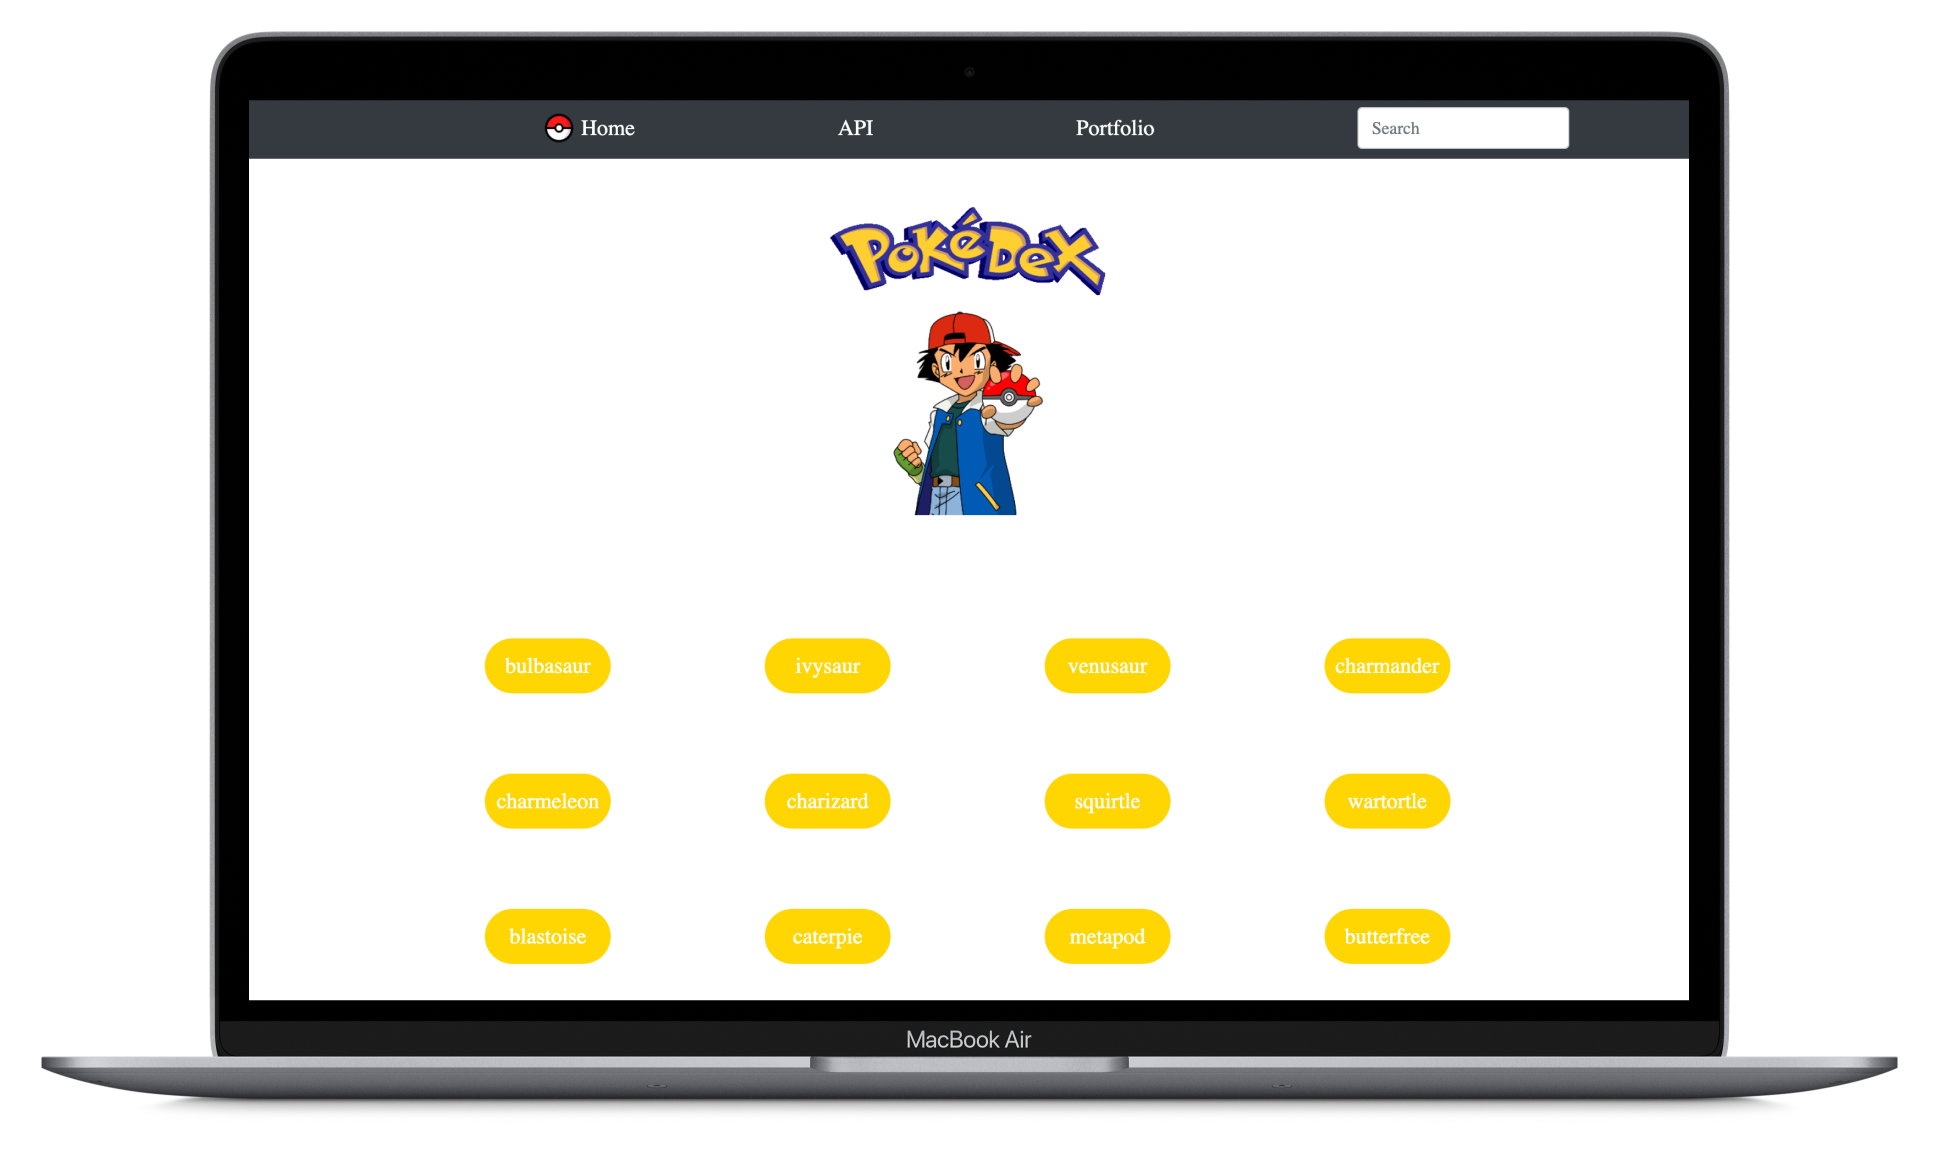 Home API Portfolio Search
PokéDex
bulbasaur ivysaur venusaur charmander
charmeleon charizard squirtle wartortle
blastoise caterpie metapod butterfree
MacBook Air